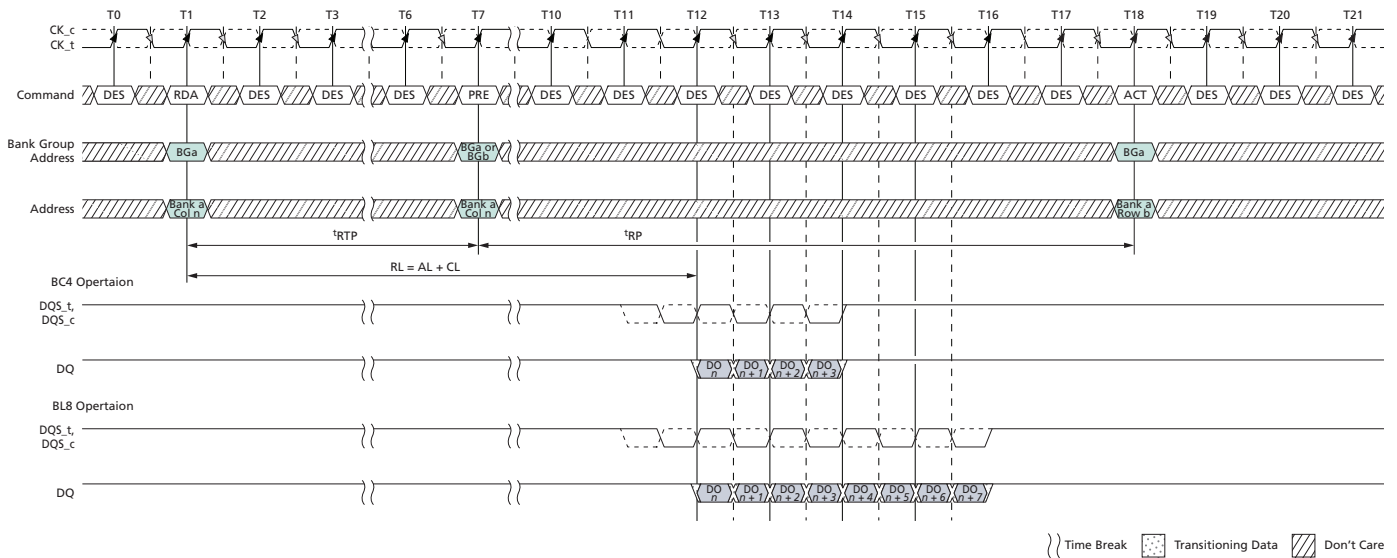 T0 T1 T2 T3 T6 T7 T10 T11 T12 T13 T14 T15 T16 T17 T18 T19 T20 T21
CK_c
CK_t
Command DES RDA DES DES DES PRE DES DES DES DES DES DES DES DES ACT DES DES DES
Bank Group
Address
BGa
BGa or
BGb
BGa
Address
Bank a
Col n
Bank a
Col n
Bank a
Row b
tRTP tRP
RL = AL + CL
BC4 Opertaion
DQS_t,
DQS_c
DQ
DO
n
DO
n + 1
DO
n + 2
DO
n + 3
BL8 Opertaion
DQS_t,
DQS_c
DQ
DO
n
DO
n + 1
DO
n + 2
DO
n + 3
DO
n + 4
DO
n + 5
DO
n + 6
DO
n + 7
Time Break Transitioning Data Don't Care